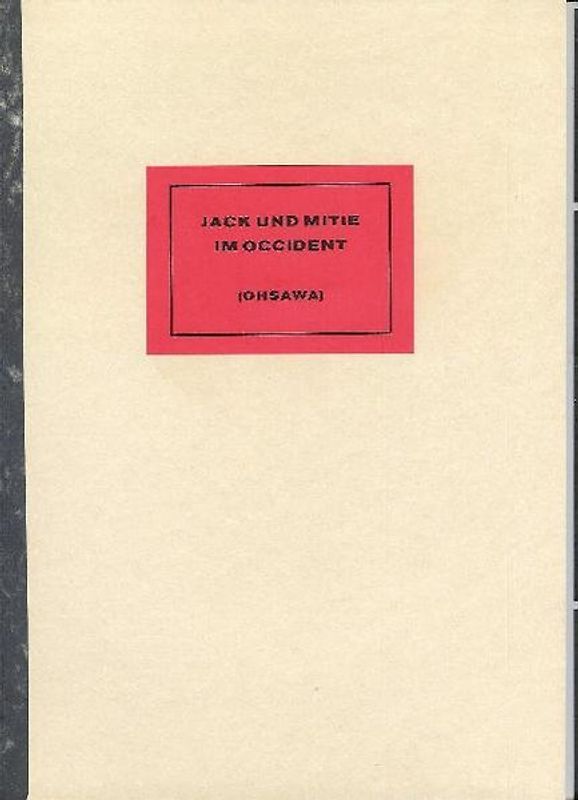 JACK UND MITIE
IM OCCIDENT
(OHSAWA)